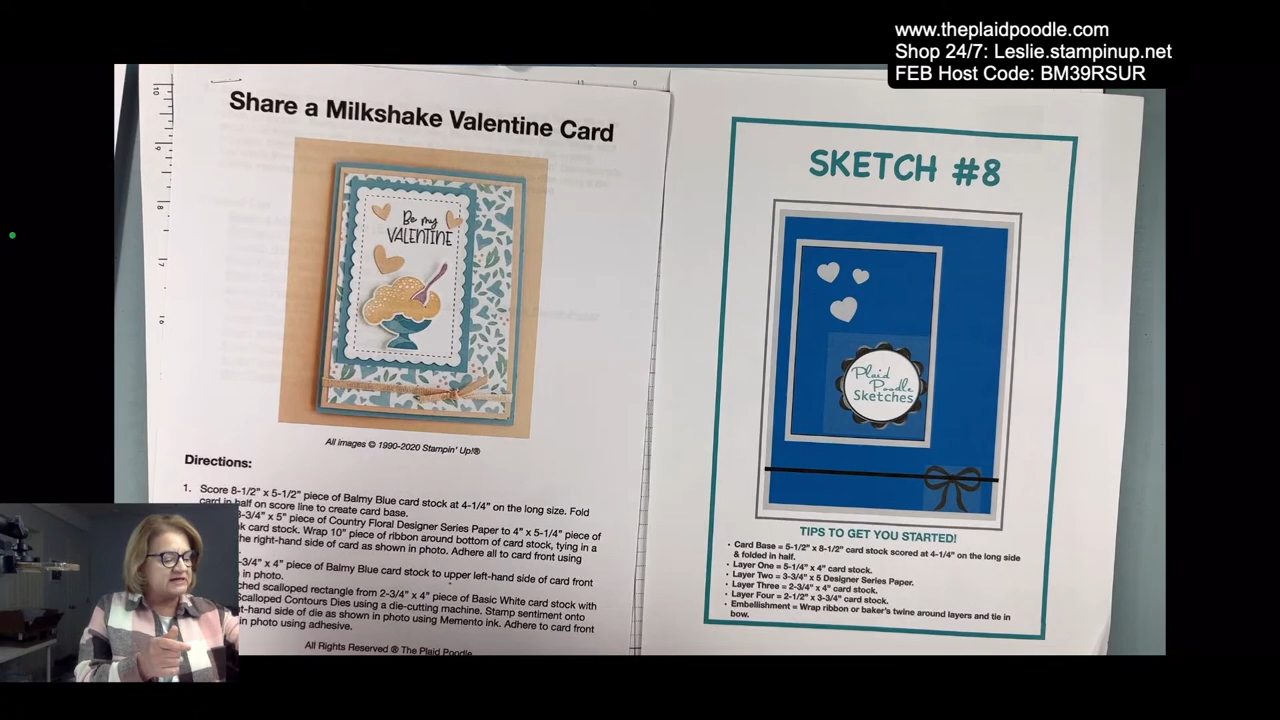 www.theplaidpoodle.com
Shop 24/7: Leslie.stampinup.net
FEB Host Code: BM39RSUR
Share a Milkshake Valentine Card
Be my
VALENTINE
All images © 1990-2020 Stampin' Up!®
Directions:
1. Score 8-1/2" x 5-1/2" piece of Balmy Blue card stock at 4-1/4" on the long size. Fold
card in half on score line to create card base.
3-3/4" x 5" piece of Country Floral Designer Series Paper to 4" x 5-1/4" piece of
card stock. Wrap 10" piece of ribbon around bottom of card stock, tying in a
the right-hand side of card as shown in photo. Adhere all to card front using
-3/4" x 4" piece of Balmy Blue card stock to upper left-hand side of card front
in photo.
scalloped rectangle from 2-3/4" x 4" piece of Basic White card stock with
Scalloped Contours Dies using a die-cutting machine. Stamp sentiment onto
-hand side of die as shown in photo using Memento ink. Adhere to card front
in photo using adhesive.
All Rights Reserved ® The Plaid Poodle
SKETCH #8
Plaid
Poodle
Sketches
TIPS TO GET YOU STARTED!
• Card Base = 5-1/2" x 8-1/2" card stock scored at 4-1/4" on the long side
& folded in half.
• Layer One = 5-1/4" x 4" card stock.
• Layer Two = 3-3/4" x 5 Designer Series Paper.
• Layer Three = 2-3/4" x 4" card stock.
• Layer Four = 2-1/2" x 3-3/4" card stock.
• Embellishment = Wrap ribbon or baker's twine around layers and tie in
bow.